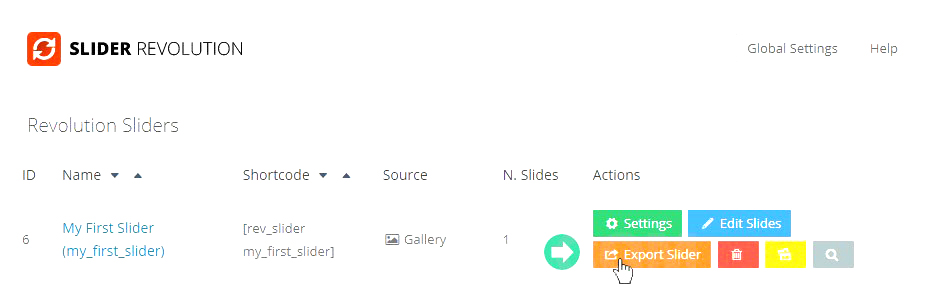 SLIDER REVOLUTION
Global Settings Help
Revolution Sliders
ID Name Shortcode Source N. Slides Actions
My First Slider [rev_slider Settings Edit Slides
6 Gallery 1
(my_first_slider) my_first_slider] Export Slider